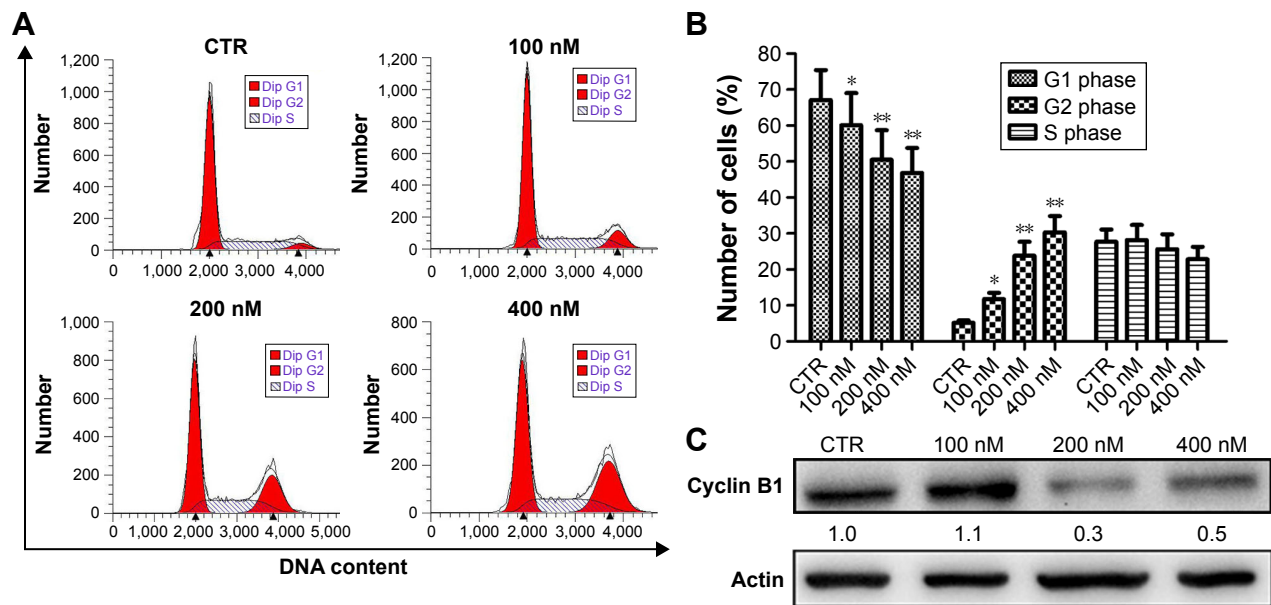 A
CTR
1,200
1,000
800
600
400
200
0
Number
Dip G1
Dip G2
Dip S
0 1,000 2,000 3,000 4,000
100 nM
1,200
1,000
800
600
400
200
0
Number
Dip G1
Dip G2
Dip S
0 1,000 2,000 3,000 4,000
200 nM
1,000
800
600
400
200
0
Number
Dip G1
Dip G2
Dip S
0 1,000 2,000 3,000 4,000 5,000
400 nM
800
600
400
200
0
Number
Dip G1
Dip G2
Dip S
0 1,000 2,000 3,000 4,000
DNA content
B
80
70
60
50
40
30
20
10
0
Number of cells (%)
* ** **
* ** **
G1 phase
G2 phase
S phase
CTR 100 nM 200 nM 400 nM CTR 100 nM 200 nM 400 nM CTR 100 nM 200 nM 400 nM
C
CTR 100 nM 200 nM 400 nM
Cyclin B1
1.0 1.1 0.3 0.5
Actin